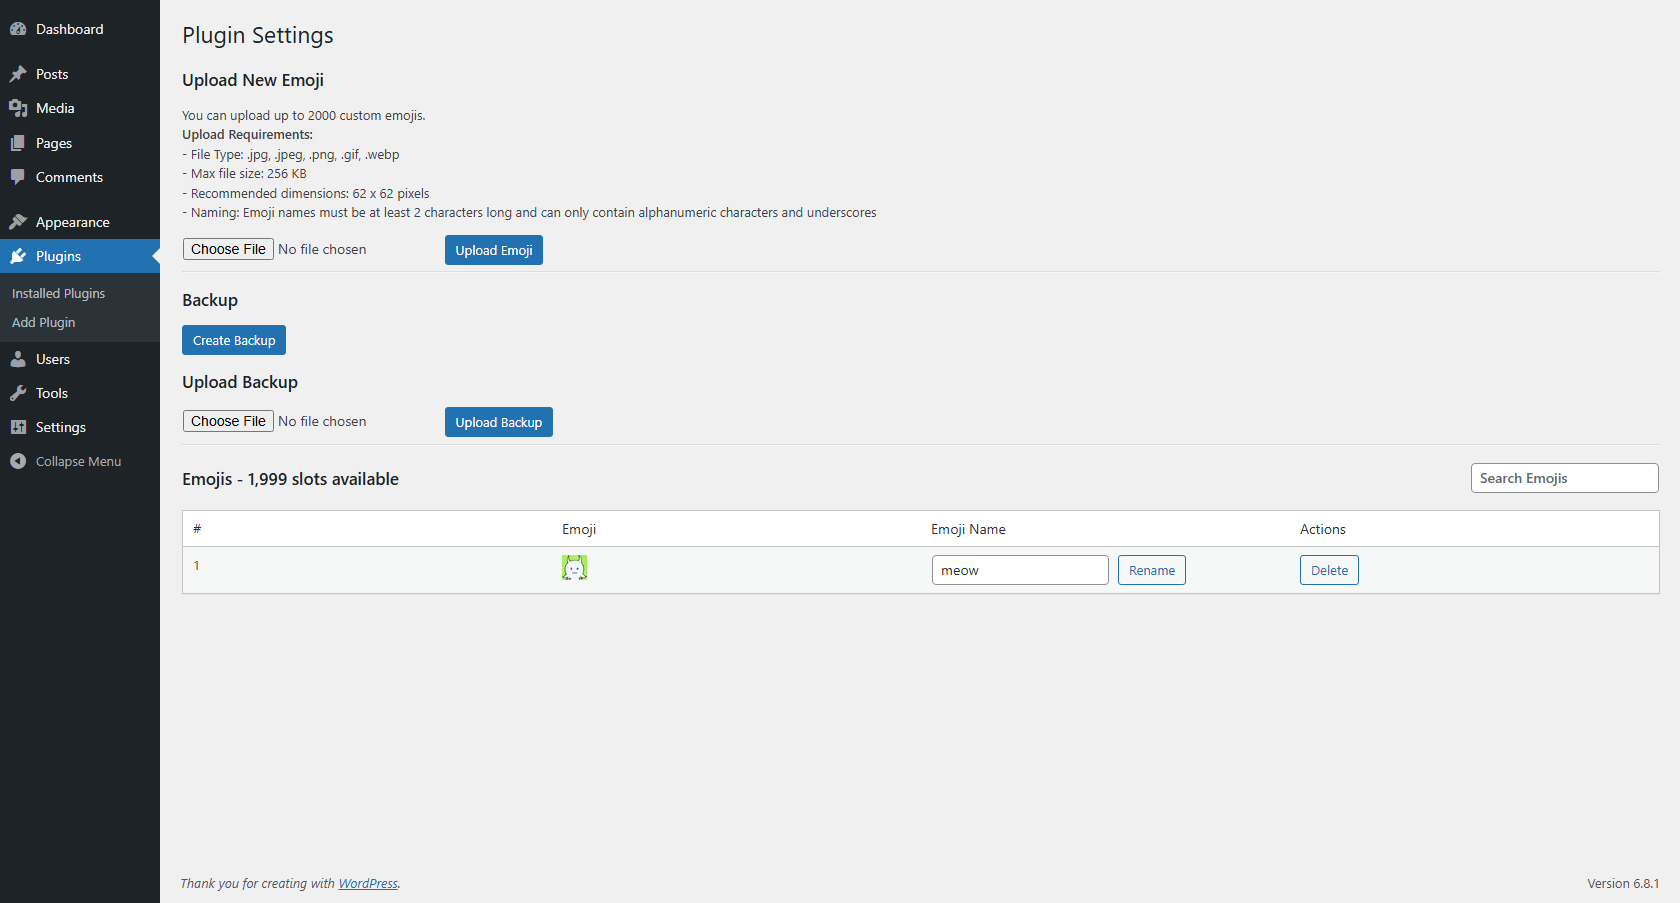 Dashboard
Posts
Media
Pages
Comments
Appearance
Plugins
Installed Plugins
Add Plugin
Users
Tools
Settings
Collapse Menu
Plugin Settings
Upload New Emoji
You can upload up to 2000 custom emojis.
Upload Requirements:
- File Type: .jpg, .jpeg, .png, .gif, .webp
- Max file size: 256 KB
- Recommended dimensions: 62 x 62 pixels
- Naming: Emoji names must be at least 2 characters long and can only contain alphanumeric characters and underscores
Choose File No file chosen Upload Emoji
Backup
Create Backup
Upload Backup
Choose File No file chosen Upload Backup
Emojis - 1,999 slots available Search Emojis
# Emoji Emoji Name Actions
1 meow Rename Delete
Thank you for creating with WordPress. Version 6.8.1